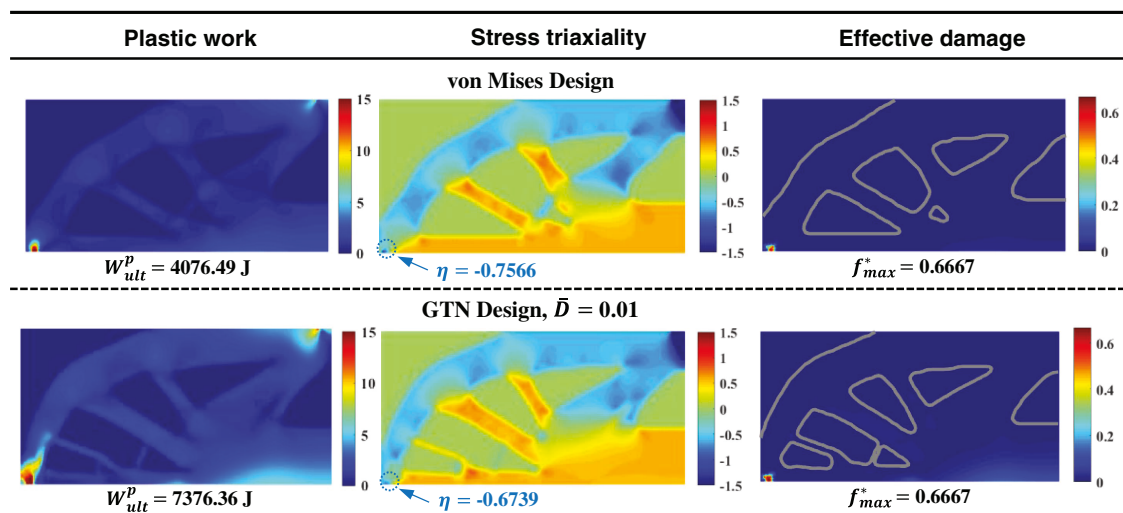 Plastic work Stress triaxiality Effective damage
von Mises Design
15 10 5 0
1.5 1 0.5 0 -0.5 -1 -1.5
0.6 0.4 0.2 0
W^p_ult = 4076.49 J
η = -0.7566
f*_max = 0.6667
GTN Design, D̄ = 0.01
15 10 5 0
1.5 1 0.5 0 -0.5 -1 -1.5
0.6 0.4 0.2 0
W^p_ult = 7376.36 J
η = -0.6739
f*_max = 0.6667